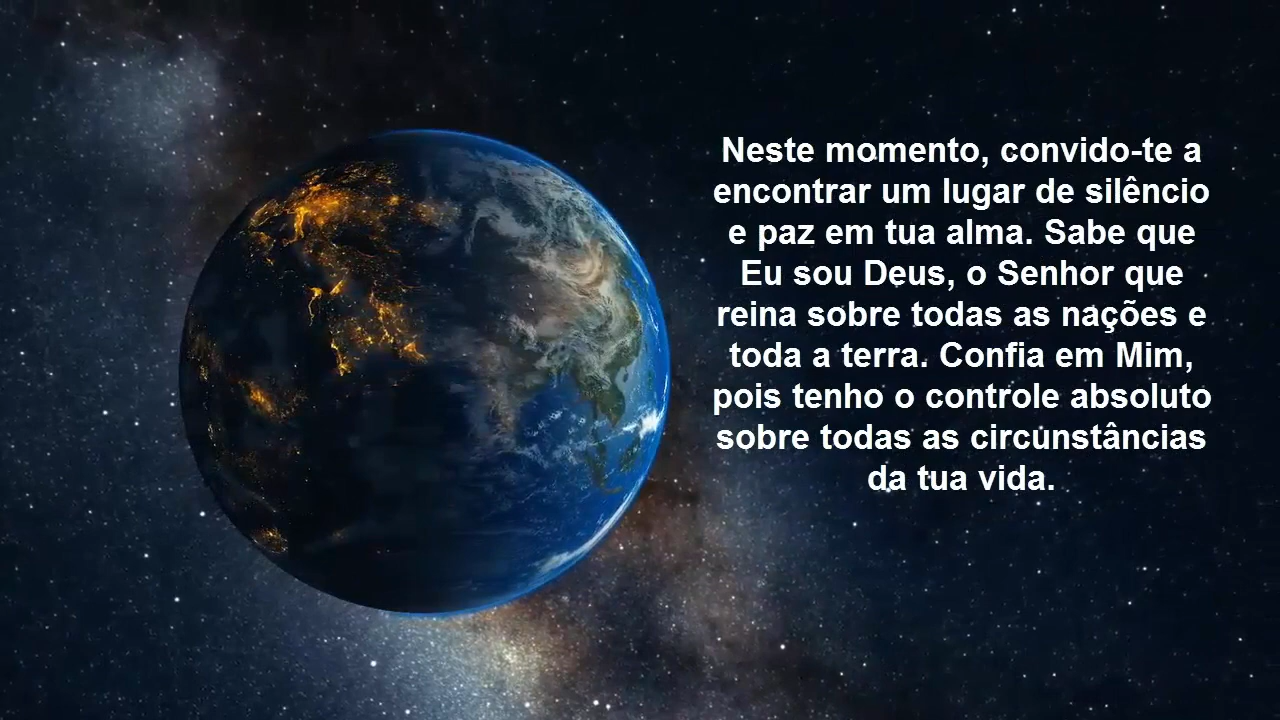 Neste momento, convido-te a
encontrar um lugar de silêncio
e paz em tua alma. Sabe que
Eu sou Deus, o Senhor que
reina sobre todas as nações e
toda a terra. Confia em Mim,
pois tenho o controle absoluto
sobre todas as circunstâncias
da tua vida.